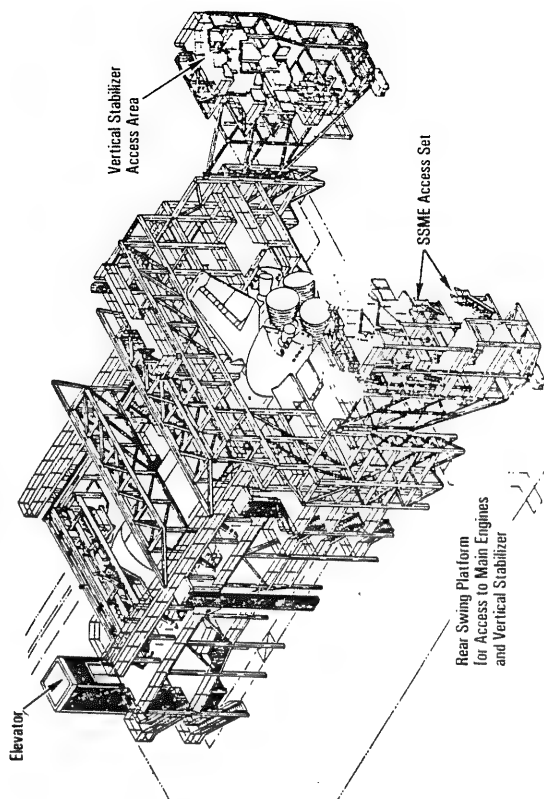 Elevator
Vertical Stabilizer
Access Area
SSME Access Set
Rear Swing Platform
for Access to Main Engines
and Vertical Stabilizer